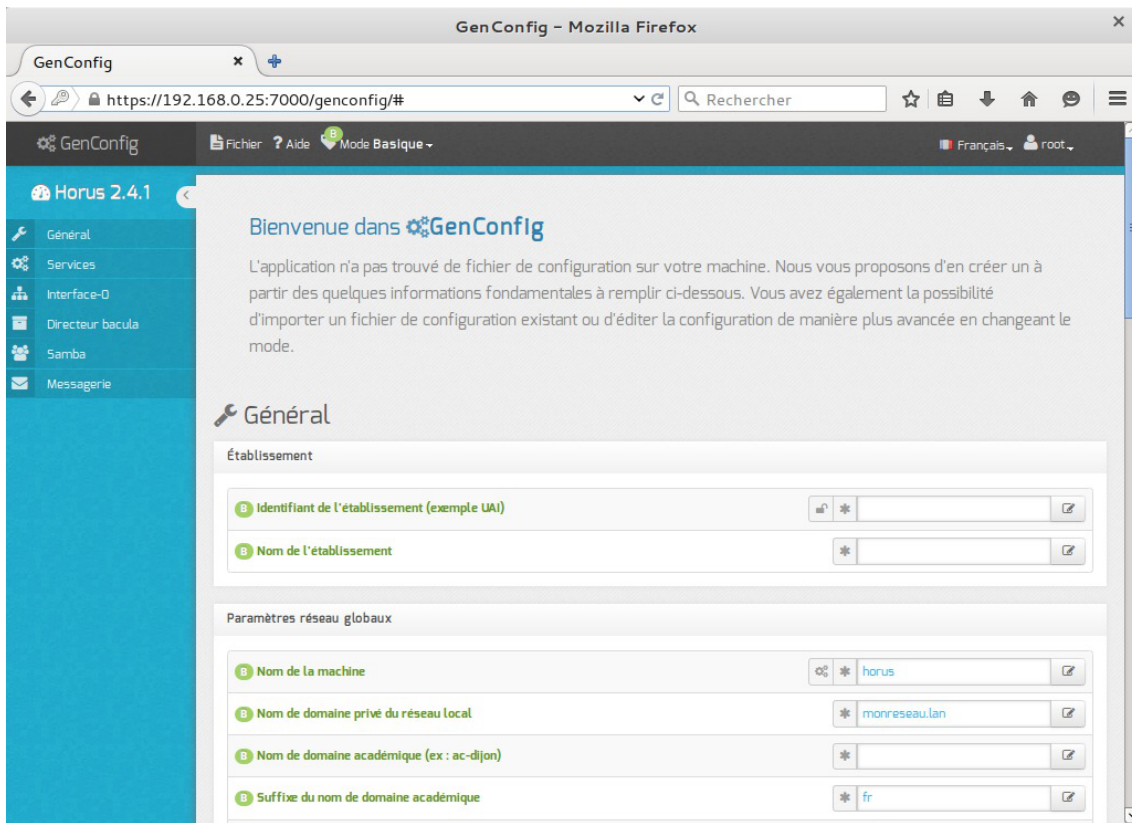 GenConfig - Mozilla Firefox
GenConfig
https://192.168.0.25:7000/genconfig/#
Rechercher
GenConfig
Fichier ? Aide B Mode Basique
Français
root
Horus 2.4.1
Général
Services
Interface-0
Directeur bacula
Samba
Messagerie
Bienvenue dans GenConfig
L'application n'a pas trouvé de fichier de configuration sur votre machine. Nous vous proposons d'en créer un à
partir des quelques informations fondamentales à remplir ci-dessous. Vous avez également la possibilité
d'importer un fichier de configuration existant ou d'éditer la configuration de manière plus avancée en changeant le
mode.
Général
Établissement
B Identifiant de l'établissement (exemple UAI)
B Nom de l'établissement
Paramètres réseau globaux
B Nom de la machine
horus
B Nom de domaine privé du réseau local
monreseau.lan
B Nom de domaine académique (ex : ac-dijon)
B Suffixe du nom de domaine académique
fr